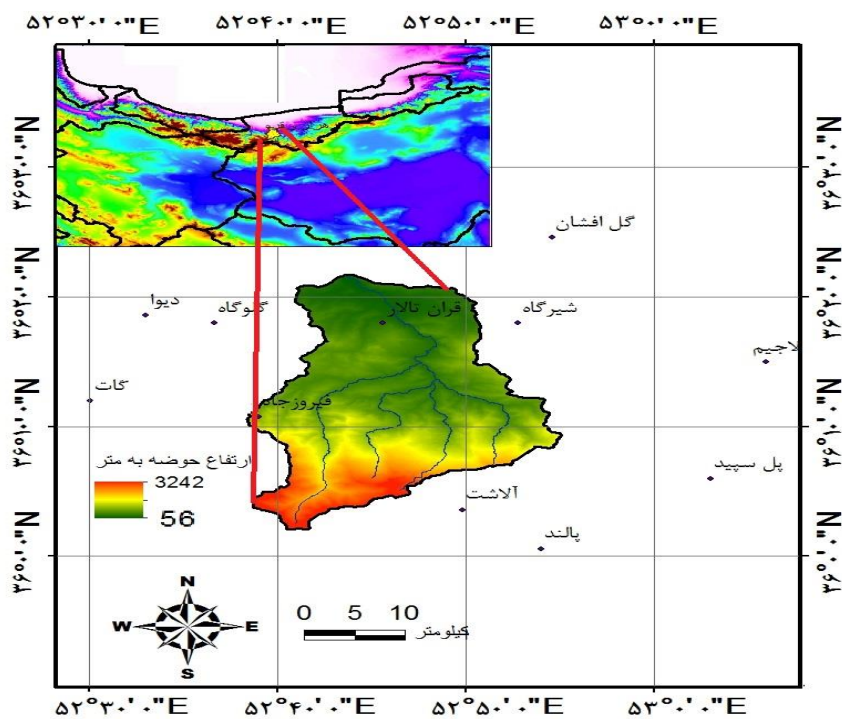 ۵۲°۳۰'۰"E ۵۲°۴۰'۰"E ۵۲°۵۰'۰"E ۵۳°۰'۰"E
۳۶°۳۰'۰"N
۳۶°۳۰'۰"N
گل افشان
۳۶°۲۰'۰"N
۳۶°۲۰'۰"N
دیوا
گلوگاه
قران تالار
شیرگاه
لاجیم
گات
فیروزجاه
۳۶°۱۰'۰"N
۳۶°۱۰'۰"N
ارتفاع حوضه به متر
3242
56
پل سپید
آلاشت
پالند
۳۶°۰'۰"N
۳۶°۰'۰"N
N
W E
S
0 5 10
کیلومتر
۵۲°۳۰'۰"E ۵۲°۴۰'۰"E ۵۲°۵۰'۰"E ۵۳°۰'۰"E